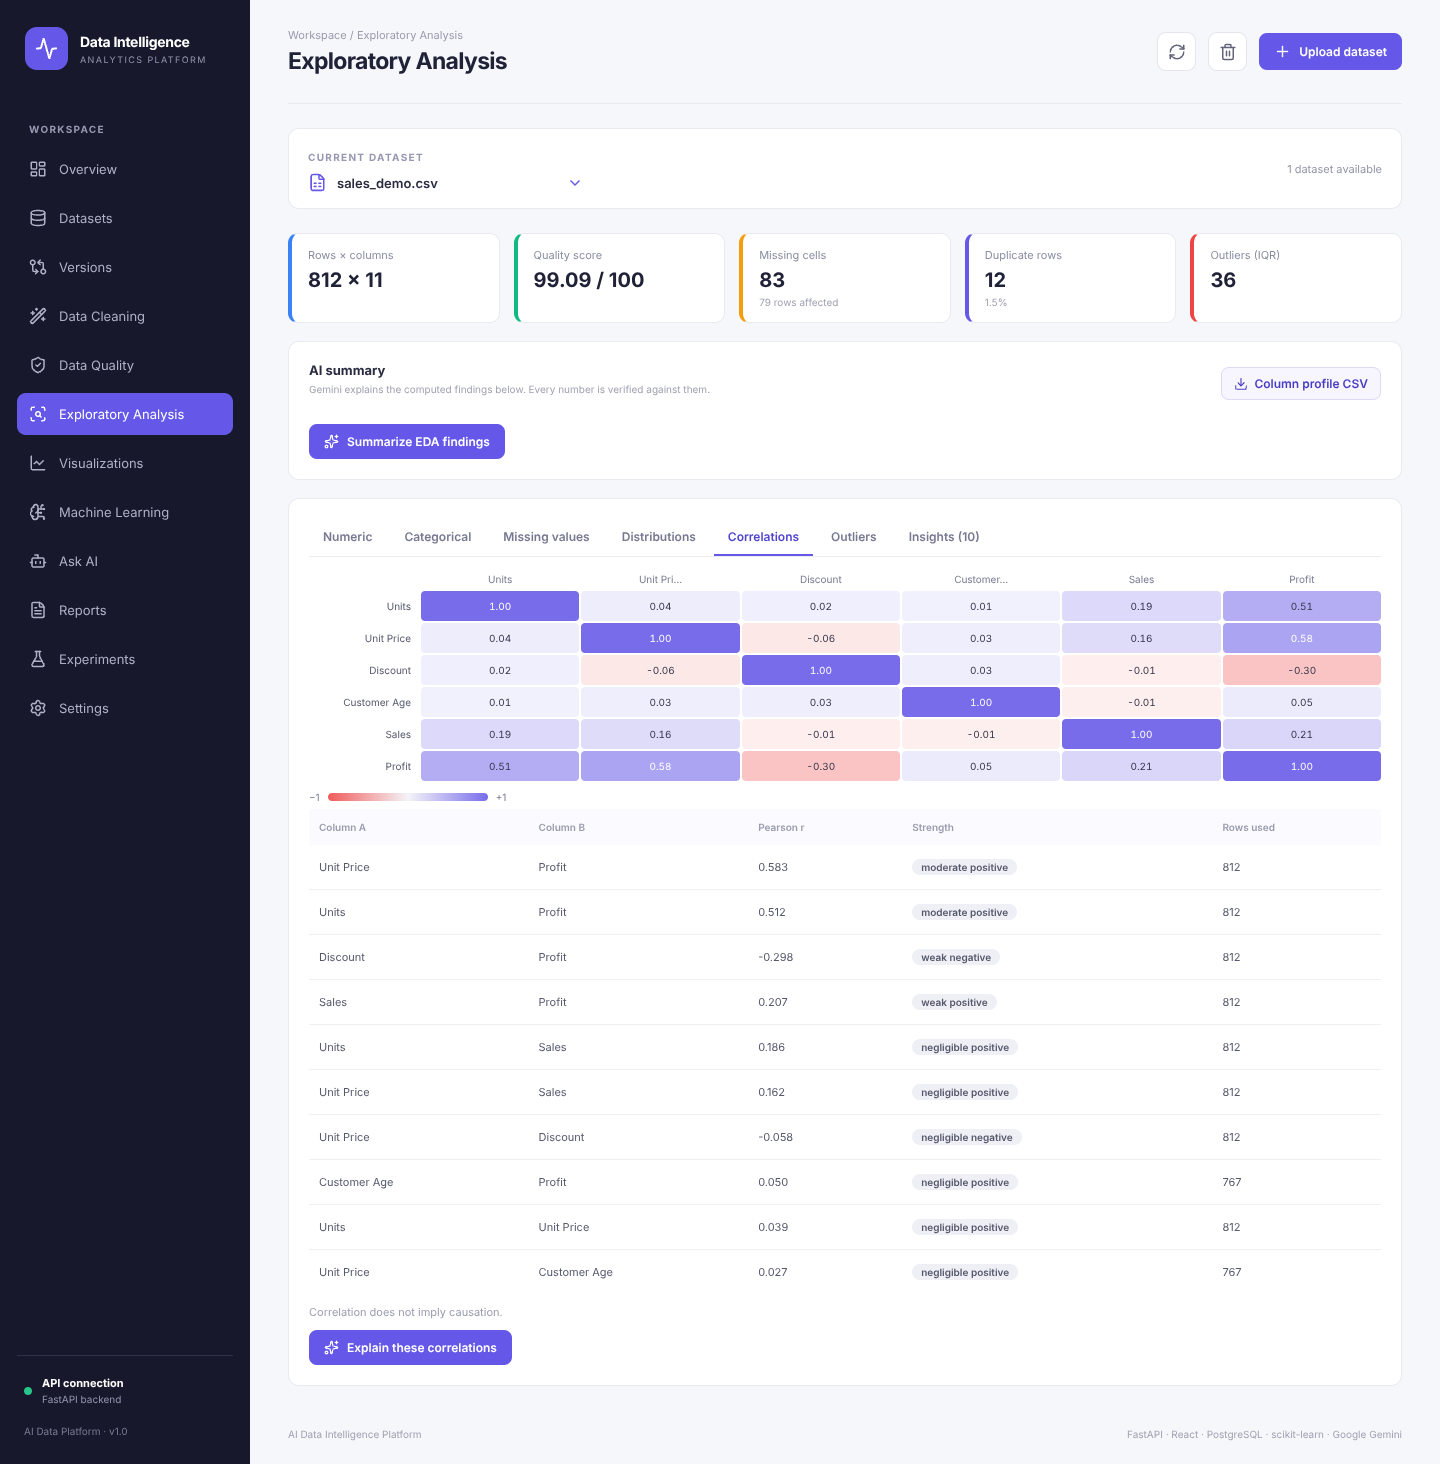 Data Intelligence
ANALYTICS PLATFORM
WORKSPACE
Overview
Datasets
Versions
Data Cleaning
Data Quality
Exploratory Analysis
Visualizations
Machine Learning
Ask AI
Reports
Experiments
Settings
API connection
FastAPI backend
AI Data Platform · v1.0
Workspace / Exploratory Analysis
Exploratory Analysis
Upload dataset
CURRENT DATASET
sales_demo.csv
1 dataset available
Rows × columns
812 × 11
Quality score
99.09 / 100
Missing cells
83
79 rows affected
Duplicate rows
12
1.5%
Outliers (IQR)
36
AI summary
Gemini explains the computed findings below. Every number is verified against them.
Column profile CSV
Summarize EDA findings
Numeric Categorical Missing values Distributions Correlations Outliers Insights (10)
Units Unit Pri... Discount Customer... Sales Profit
Units 1.00 0.04 0.02 0.01 0.19 0.51
Unit Price 0.04 1.00 -0.06 0.03 0.16 0.58
Discount 0.02 -0.06 1.00 0.03 -0.01 -0.30
Customer Age 0.01 0.03 0.03 1.00 -0.01 0.05
Sales 0.19 0.16 -0.01 -0.01 1.00 0.21
Profit 0.51 0.58 -0.30 0.05 0.21 1.00
−1 +1
Column A Column B Pearson r Strength Rows used
Unit Price Profit 0.583 moderate positive 812
Units Profit 0.512 moderate positive 812
Discount Profit -0.298 weak negative 812
Sales Profit 0.207 weak positive 812
Units Sales 0.186 negligible positive 812
Unit Price Sales 0.162 negligible positive 812
Unit Price Discount -0.058 negligible negative 812
Customer Age Profit 0.050 negligible positive 767
Units Unit Price 0.039 negligible positive 812
Unit Price Customer Age 0.027 negligible positive 767
Correlation does not imply causation.
Explain these correlations
AI Data Intelligence Platform
FastAPI · React · PostgreSQL · scikit-learn · Google Gemini